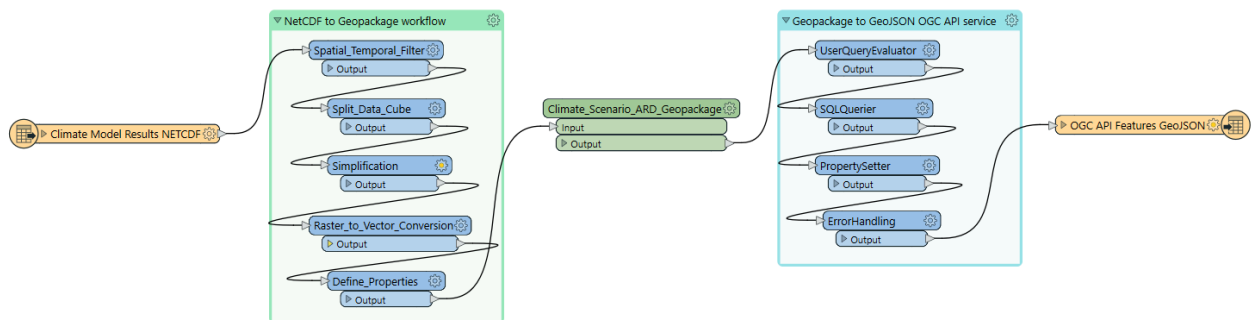 Climate Model Results NETCDF
NetCDF to Geopackage workflow
Spatial_Temporal_Filter
Output
Split_Data_Cube
Output
Simplification
Output
Raster_to_Vector_Conversion
Output
Define_Properties
Output
Climate_Scenario_ARD_Geopackage
Input
Output
Geopackage to GeoJSON OGC API service
UserQueryEvaluator
Output
SQLQuerier
Output
PropertySetter
Output
ErrorHandling
Output
OGC API Features GeoJSON